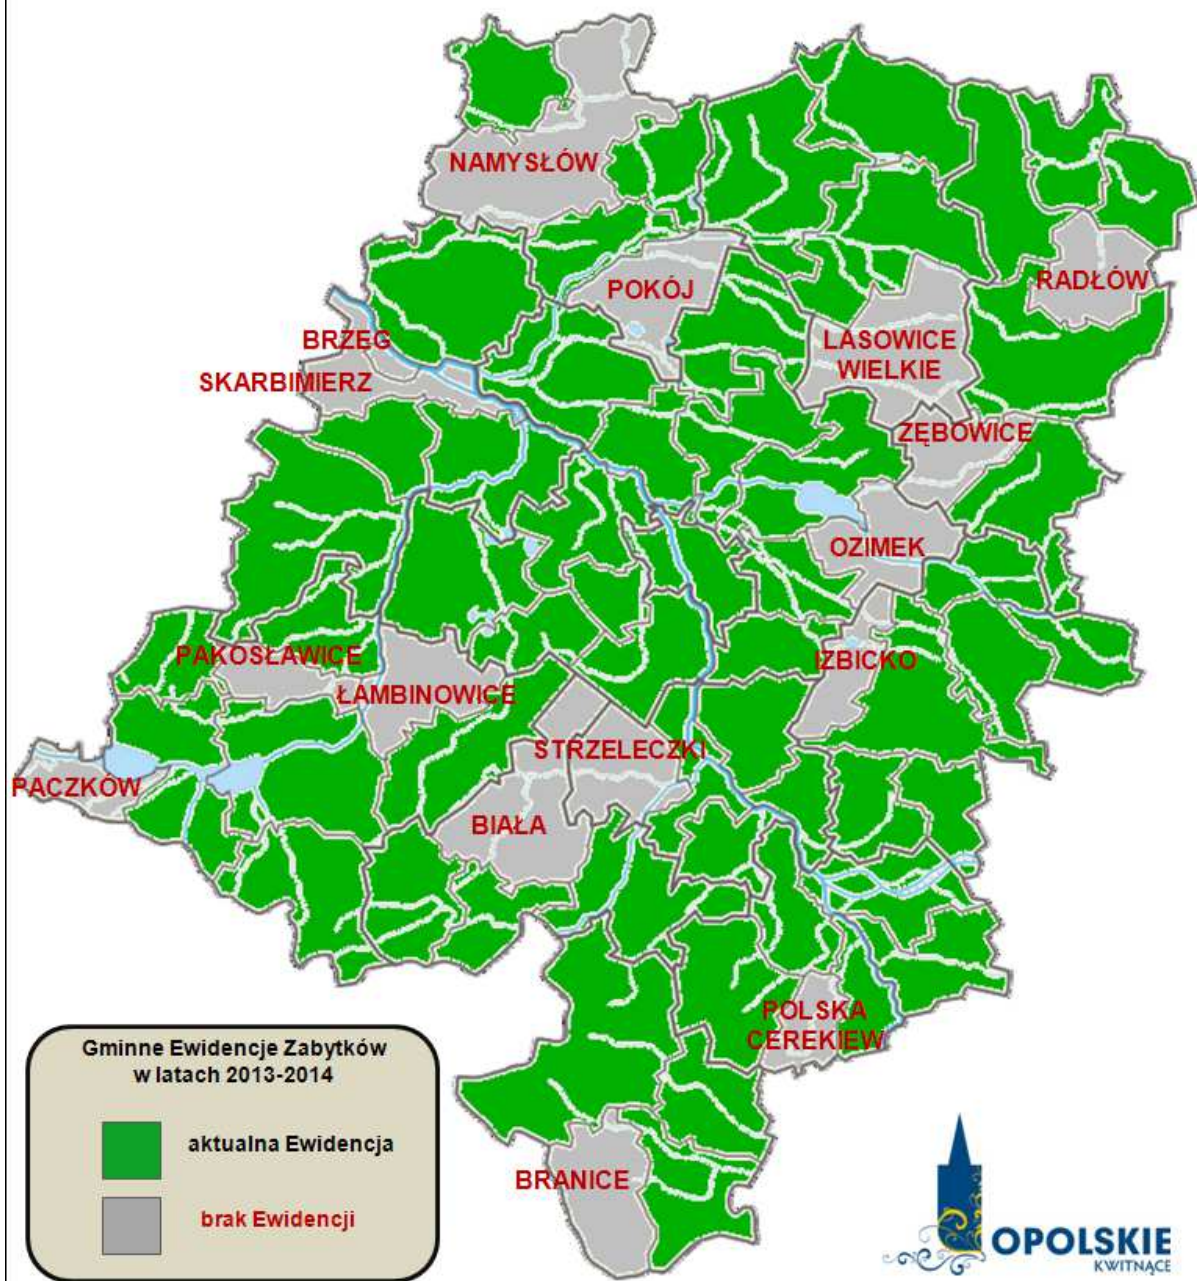 NAMYSŁÓW
POKÓJ
RADŁÓW
BRZEG
LASOWICE
WIELKIE
SKARBIMIERZ
ZĘBOWICE
OZIMEK
PAKOSŁAWICE
IZBICKO
ŁAMBINOWICE
STRZELECZKI
PACZKÓW
BIAŁA
POLSKA
CEREKIEW
BRANICE
Gminne Ewidencje Zabytków
w latach 2013-2014
aktualna Ewidencja
brak Ewidencji
OPOLSKIE
KWITNĄCE